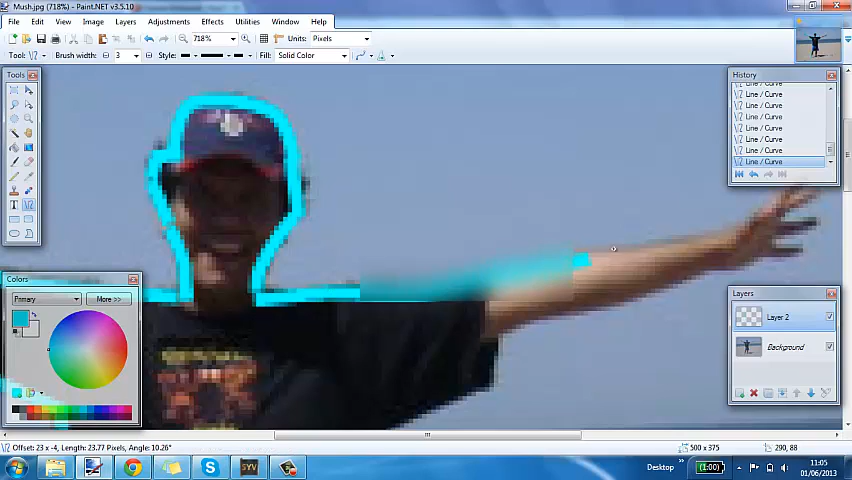 Mush.jpg (718%) - Paint.NET v3.5.10
File Edit View Image Layers Adjustments Effects Utilities Window Help
718% Units: Pixels
Tool: Brush width: 3 Style: Fill: Solid Color
Tools
History
Line / Curve
Line / Curve
Line / Curve
Line / Curve
Line / Curve
Line / Curve
Line / Curve
Line / Curve
Colors
Primary More >>
Layers
Layer 2
Background
Offset: 23 x -4, Length: 23.77 Pixels, Angle: 10.26° 500 x 375 290, 88
SYV Desktop (1:00) 11:05
01/06/2013